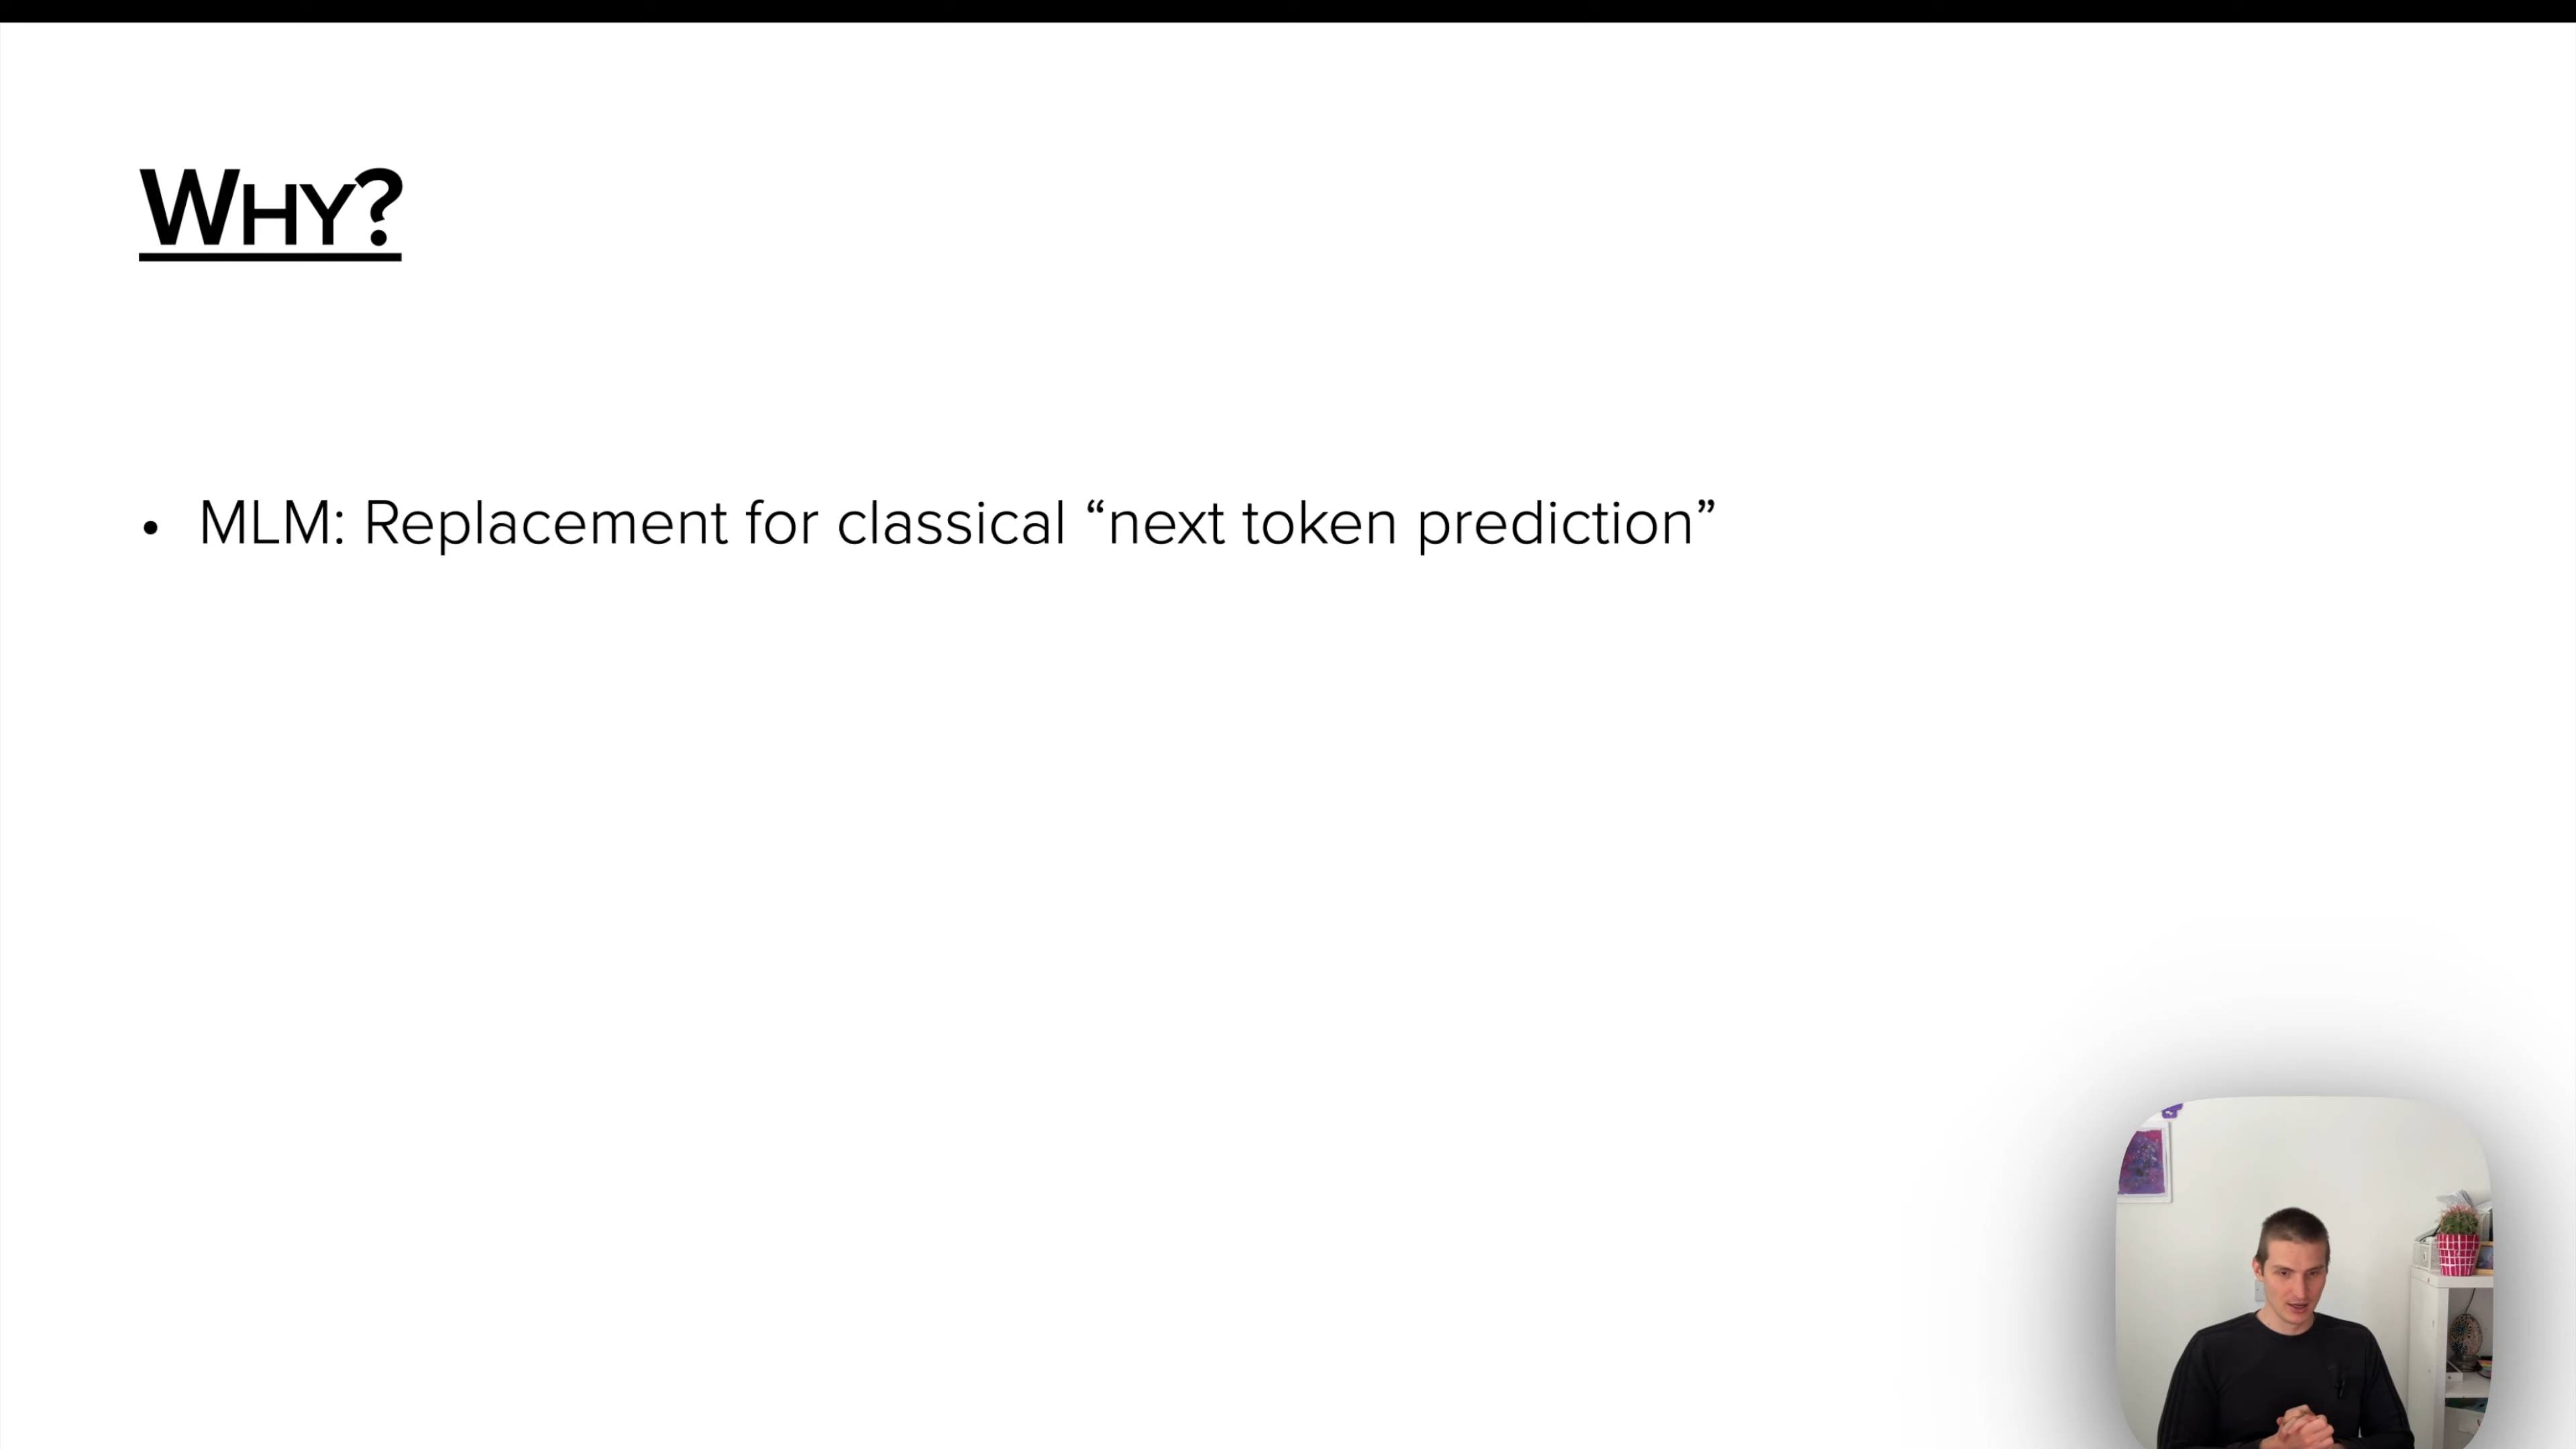 WHY?
• MLM: Replacement for classical “next token prediction”